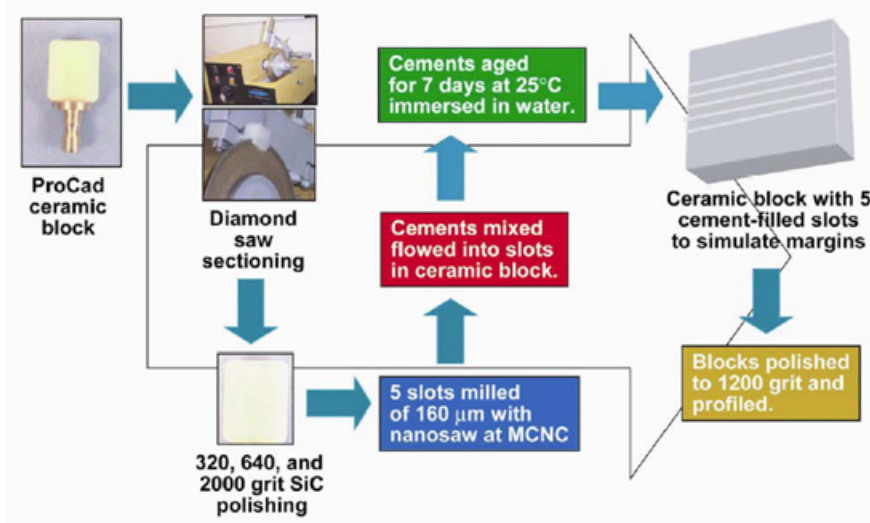 ProCad
ceramic
block
Diamond
saw
sectioning
320, 640, and
2000 grit SiC
polishing
5 slots milled
of 160 μm with
nanosaw at MCNC
Cements mixed
flowed into slots
in ceramic block.
Cements aged
for 7 days at 25°C
immersed in water.
Ceramic block with 5
cement-filled slots
to simulate margins
Blocks polished
to 1200 grit and
profiled.